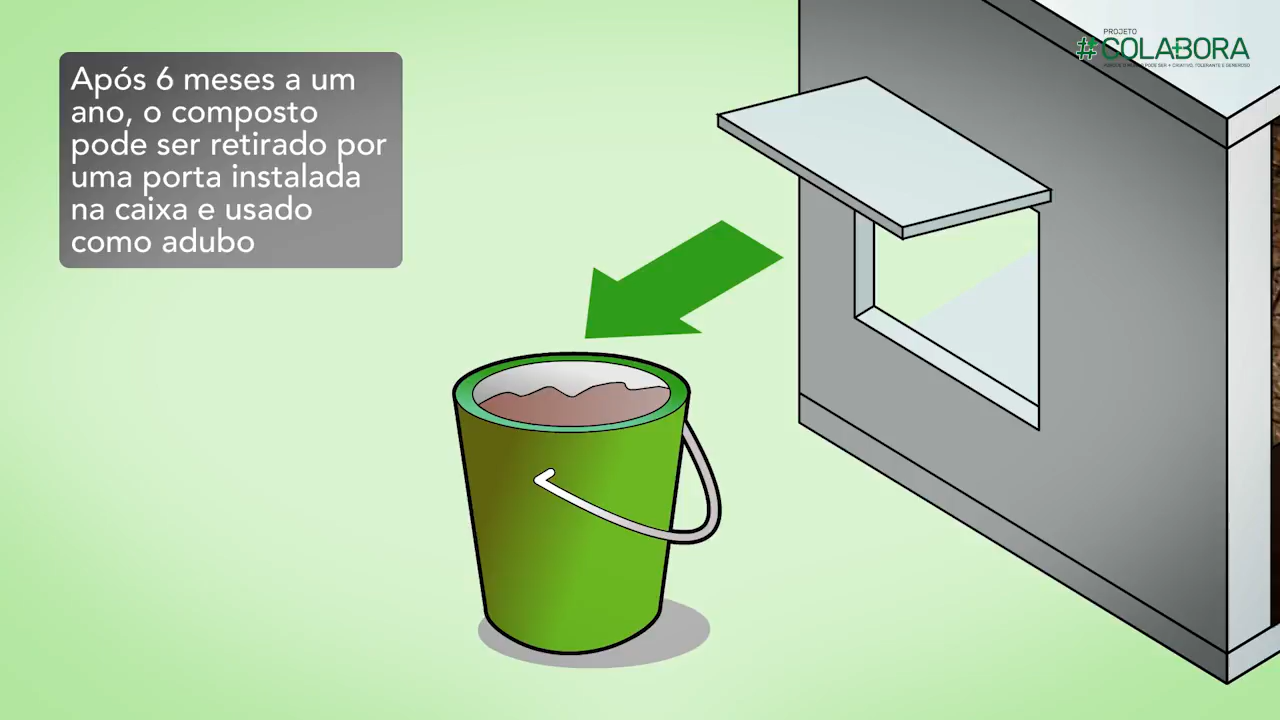 Após 6 meses a um
ano, o composto
pode ser retirado por
uma porta instalada
na caixa e usado
como adubo
PROJETO
#COLABORA